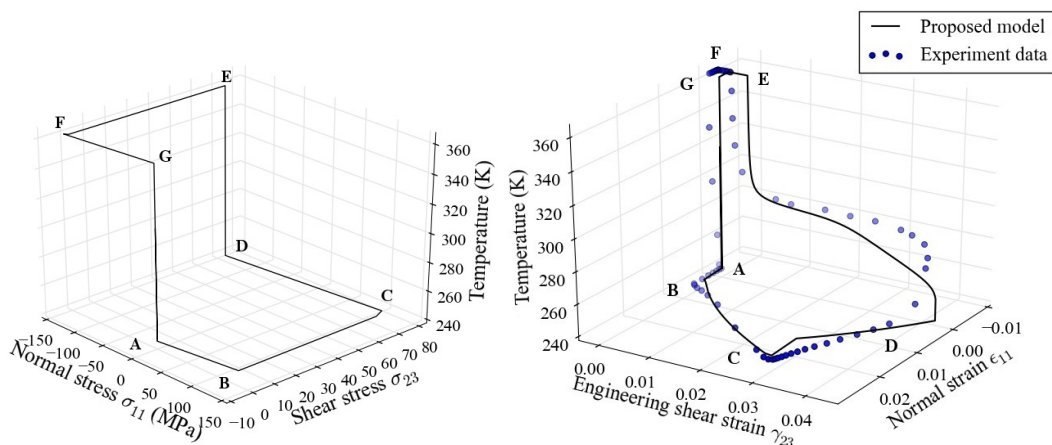 Proposed model
Experiment data
F
E
G
D
C
A
B
Temperature (K)
360
340
320
300
280
260
240
Normal stress σ11 (MPa)
−150
−100
−50
0
50
100
150
Shear stress σ23
−10
0
10
20
30
40
50
60
70
80
F
G
E
A
B
C
D
Temperature (K)
360
340
320
300
280
260
240
Engineering shear strain γ23
0.00
0.01
0.02
0.03
0.04
Normal strain ϵ11
−0.01
0.00
0.01
0.02